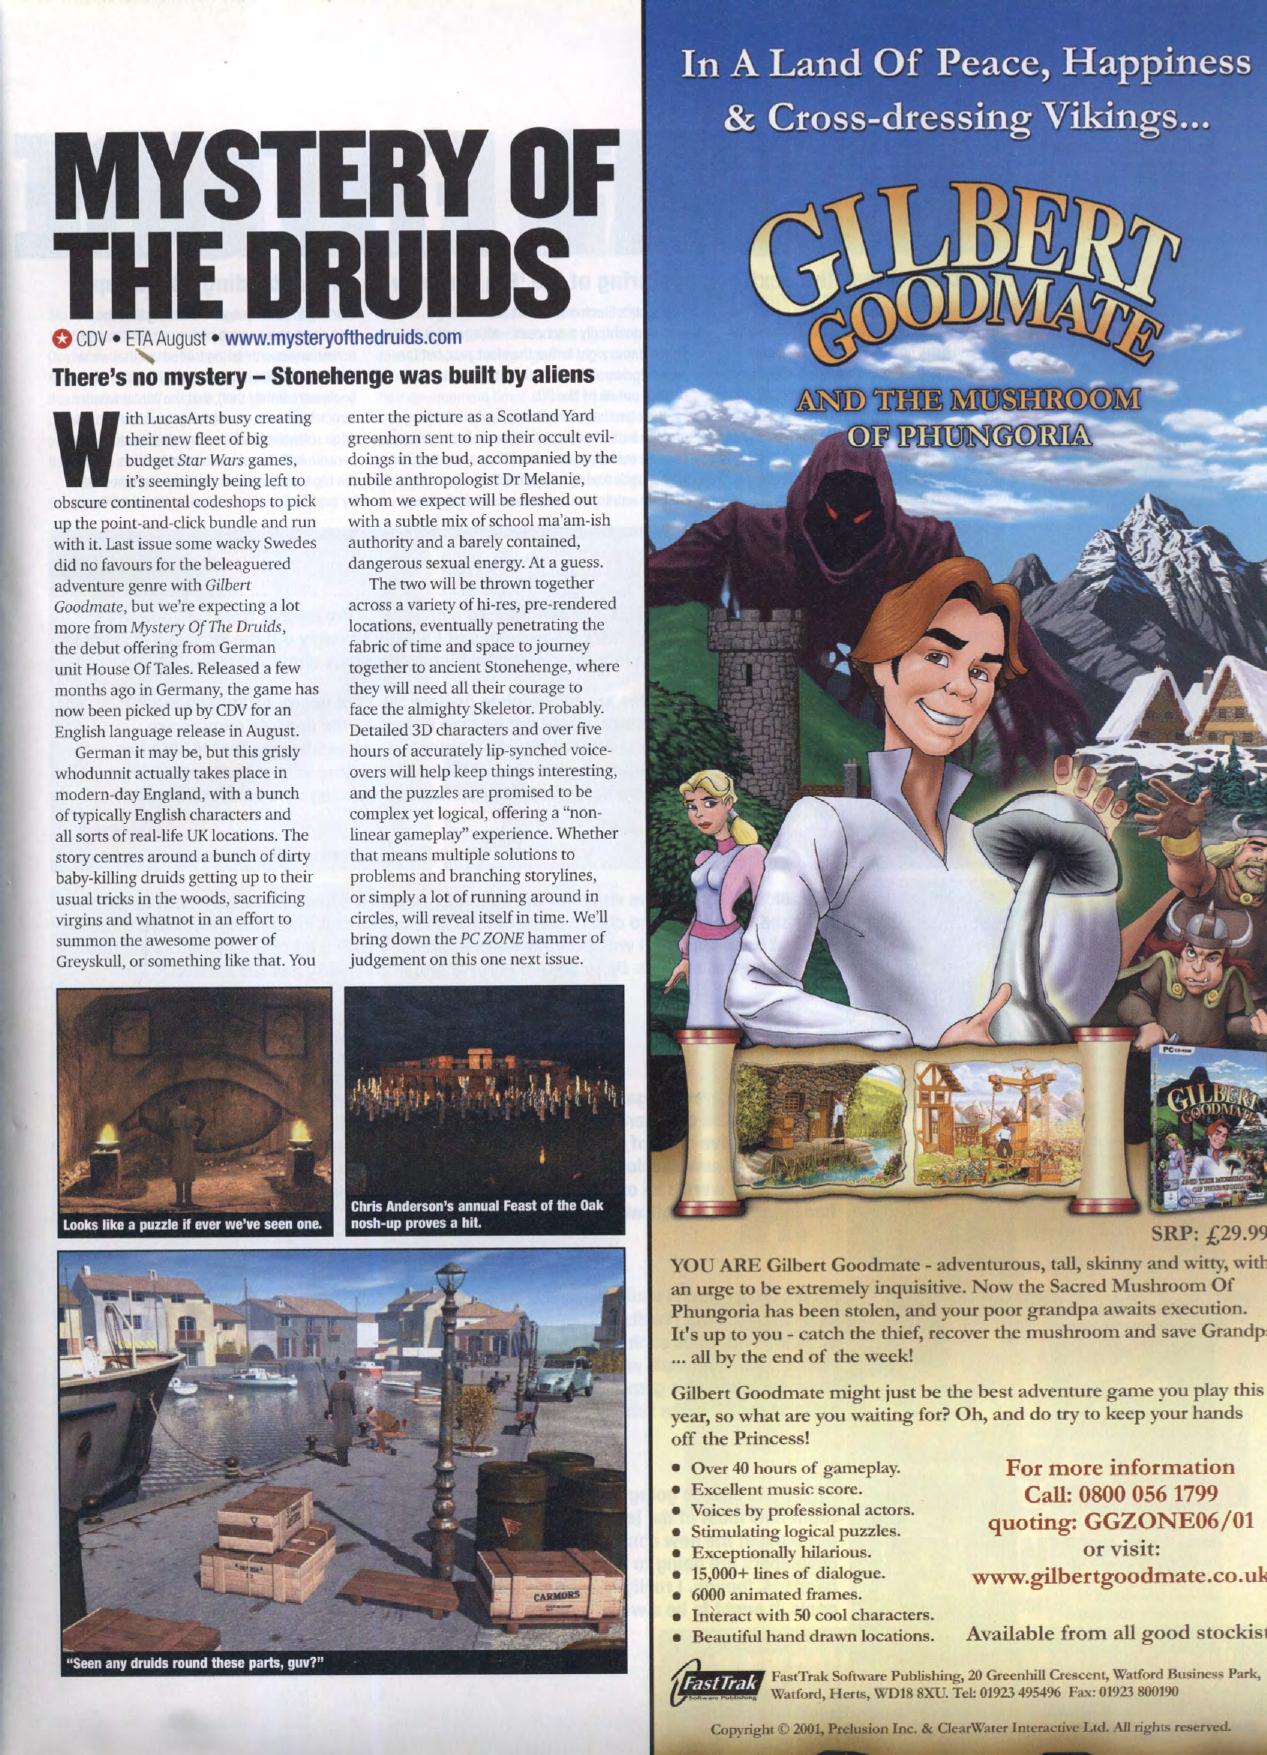 MYSTERY OF
THE DRUIDS
CDV • ETA August • www.mysteryofthedruids.com
There's no mystery – Stonehenge was built by aliens
With LucasArts busy creating
their new fleet of big
budget Star Wars games,
it's seemingly being left to
obscure continental codeshops to pick
up the point-and-click bundle and run
with it. Last issue some wacky Swedes
did no favours for the beleaguered
adventure genre with Gilbert
Goodmate, but we're expecting a lot
more from Mystery Of The Druids,
the debut offering from German
unit House Of Tales. Released a few
months ago in Germany, the game has
now been picked up by CDV for an
English language release in August.
German it may be, but this grisly
whodunnit actually takes place in
modern-day England, with a bunch
of typically English characters and
all sorts of real-life UK locations. The
story centres around a bunch of dirty
baby-killing druids getting up to their
usual tricks in the woods, sacrificing
virgins and whatnot in an effort to
summon the awesome power of
Greyskull, or something like that. You
enter the picture as a Scotland Yard
greenhorn sent to nip their occult evil-
doings in the bud, accompanied by the
nubile anthropologist Dr Melanie,
whom we expect will be fleshed out
with a subtle mix of school ma'am-ish
authority and a barely contained,
dangerous sexual energy. At a guess.
The two will be thrown together
across a variety of hi-res, pre-rendered
locations, eventually penetrating the
fabric of time and space to journey
together to ancient Stonehenge, where
they will need all their courage to
face the almighty Skeletor. Probably.
Detailed 3D characters and over five
hours of accurately lip-synched voice-
overs will help keep things interesting,
and the puzzles are promised to be
complex yet logical, offering a "non-
linear gameplay" experience. Whether
that means multiple solutions to
problems and branching storylines,
or simply a lot of running around in
circles, will reveal itself in time. We'll
bring down the PC ZONE hammer of
judgement on this one next issue.
Looks like a puzzle if ever we've seen one.
Chris Anderson's annual Feast of the Oak
nosh-up proves a hit.
CARMORS
"Seen any druids round these parts, guv?"
In A Land Of Peace, Happiness
& Cross-dressing Vikings...
GILBERT
GOODMATE
AND THE MUSHROOM
OF PHUNGORIA
PC CD-ROM
GILBERT
GOODMATE
AND THE MUSHROOM
OF PHUNGORIA
SRP: £29.99
YOU ARE Gilbert Goodmate - adventurous, tall, skinny and witty, with
an urge to be extremely inquisitive. Now the Sacred Mushroom Of
Phungoria has been stolen, and your poor grandpa awaits execution.
It's up to you - catch the thief, recover the mushroom and save Grandp
... all by the end of the week!
Gilbert Goodmate might just be the best adventure game you play this
year, so what are you waiting for? Oh, and do try to keep your hands
off the Princess!
• Over 40 hours of gameplay.
• Excellent music score.
• Voices by professional actors.
• Stimulating logical puzzles.
• Exceptionally hilarious.
• 15,000+ lines of dialogue.
• 6000 animated frames.
• Interact with 50 cool characters.
• Beautiful hand drawn locations.
For more information
Call: 0800 056 1799
quoting: GGZONE06/01
or visit:
www.gilbertgoodmate.co.uk
Available from all good stockist
FastTrak
Software Publishing
FastTrak Software Publishing, 20 Greenhill Crescent, Watford Business Park,
Watford, Herts, WD18 8XU. Tel: 01923 495496 Fax: 01923 800190
Copyright © 2001, Prelusion Inc. & ClearWater Interactive Ltd. All rights reserved.